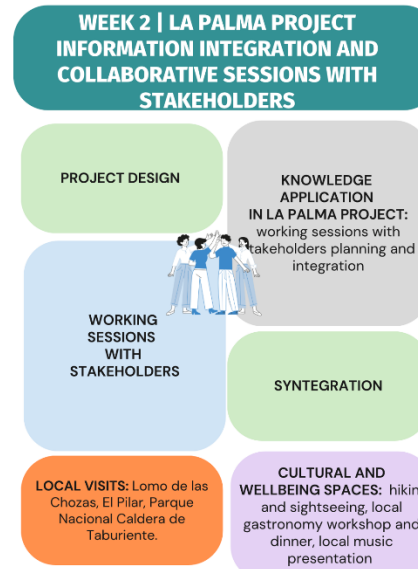 WEEK 2 | LA PALMA PROJECT
INFORMATION INTEGRATION AND
COLLABORATIVE SESSIONS WITH
STAKEHOLDERS
PROJECT DESIGN
KNOWLEDGE
APPLICATION
IN LA PALMA PROJECT:
working sessions with
takeholders planning and
integration
WORKING
SESSIONS
WITH
STAKEHOLDERS
SYNTEGRATION
LOCAL VISITS: Lomo de las
Chozas, El Pilar, Parque
Nacional Caldera de
Taburiente.
CULTURAL AND
WELLBEING SPACES: hikin
and sightseeing, local
gastronomy workshop and
dinner, local music
presentation